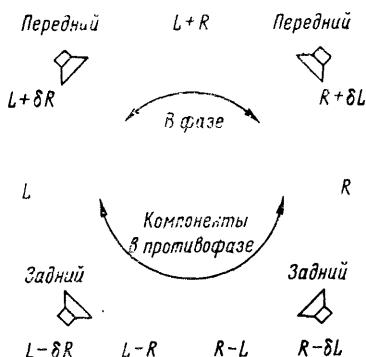 Передний L+R Передний
L+δR R+δL
В фазе
L R
Компоненты
в противофазе
Задний Задний
L−δR L−R R−L R−δL